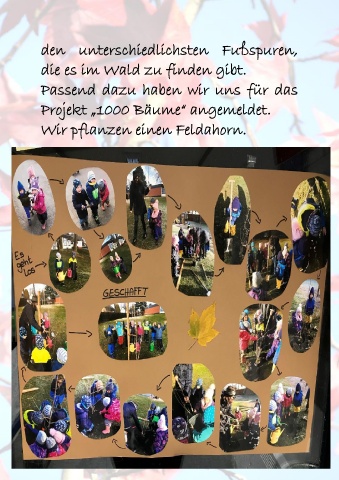 den unterschiedlichsten Fußspuren,
die es im Wald zu finden gibt.
Passend dazu haben wir uns für das
Projekt „1000 Bäume“ angemeldet.
Wir pflanzen einen Feldahorn.
Es
geht
los
GESCHAFFT